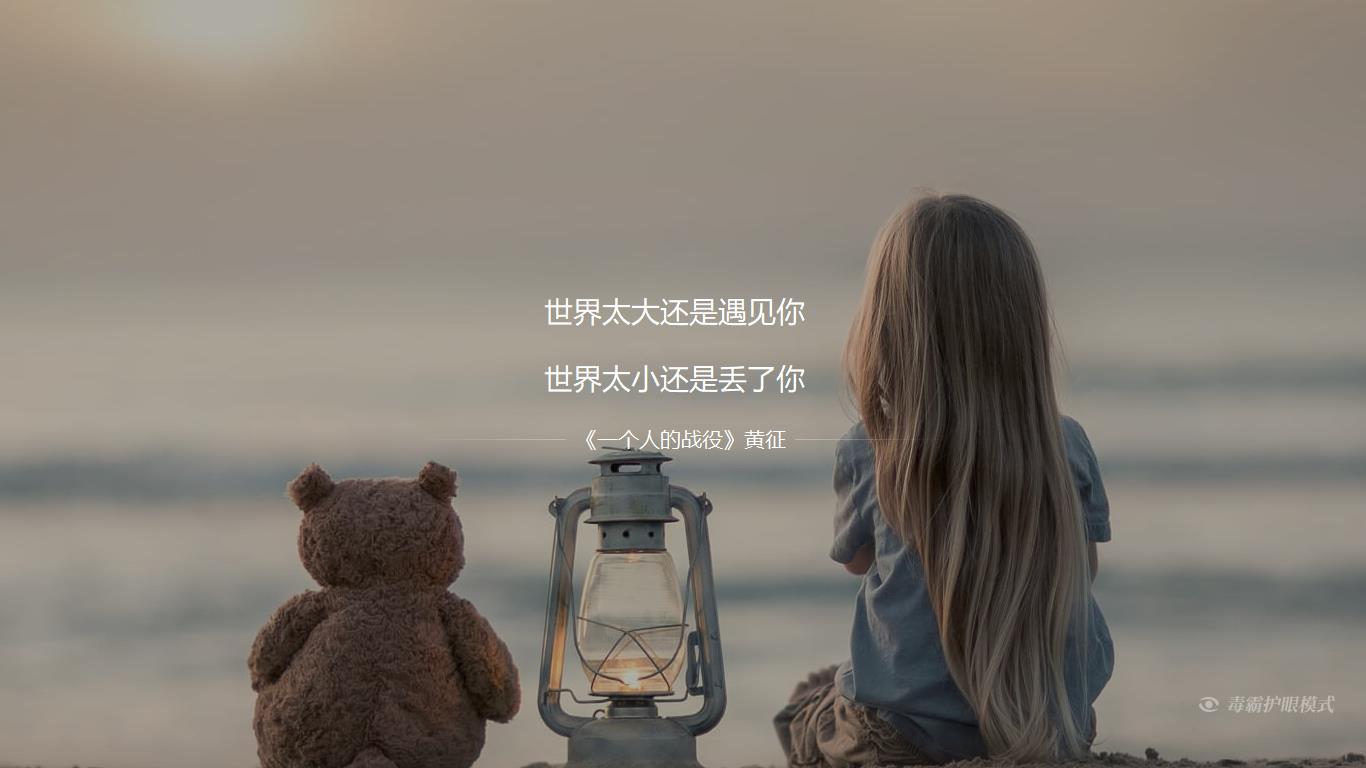 世界太大还是遇见你
世界太小还是丢了你
《一个人的战役》黄征
毒霸护眼模式